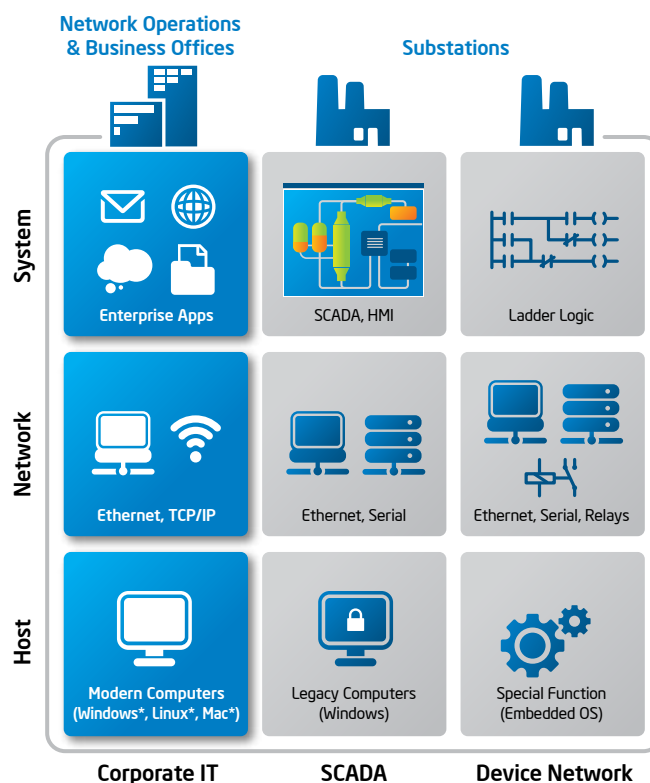 Network Operations
& Business Offices
Substations
System
Enterprise Apps
SCADA, HMI
Ladder Logic
Network
Ethernet, TCP/IP
Ethernet, Serial
Ethernet, Serial, Relays
Host
Modern Computers
(Windows*, Linux*, Mac*)
Legacy Computers
(Windows)
Special Function
(Embedded OS)
Corporate IT
SCADA
Device Network